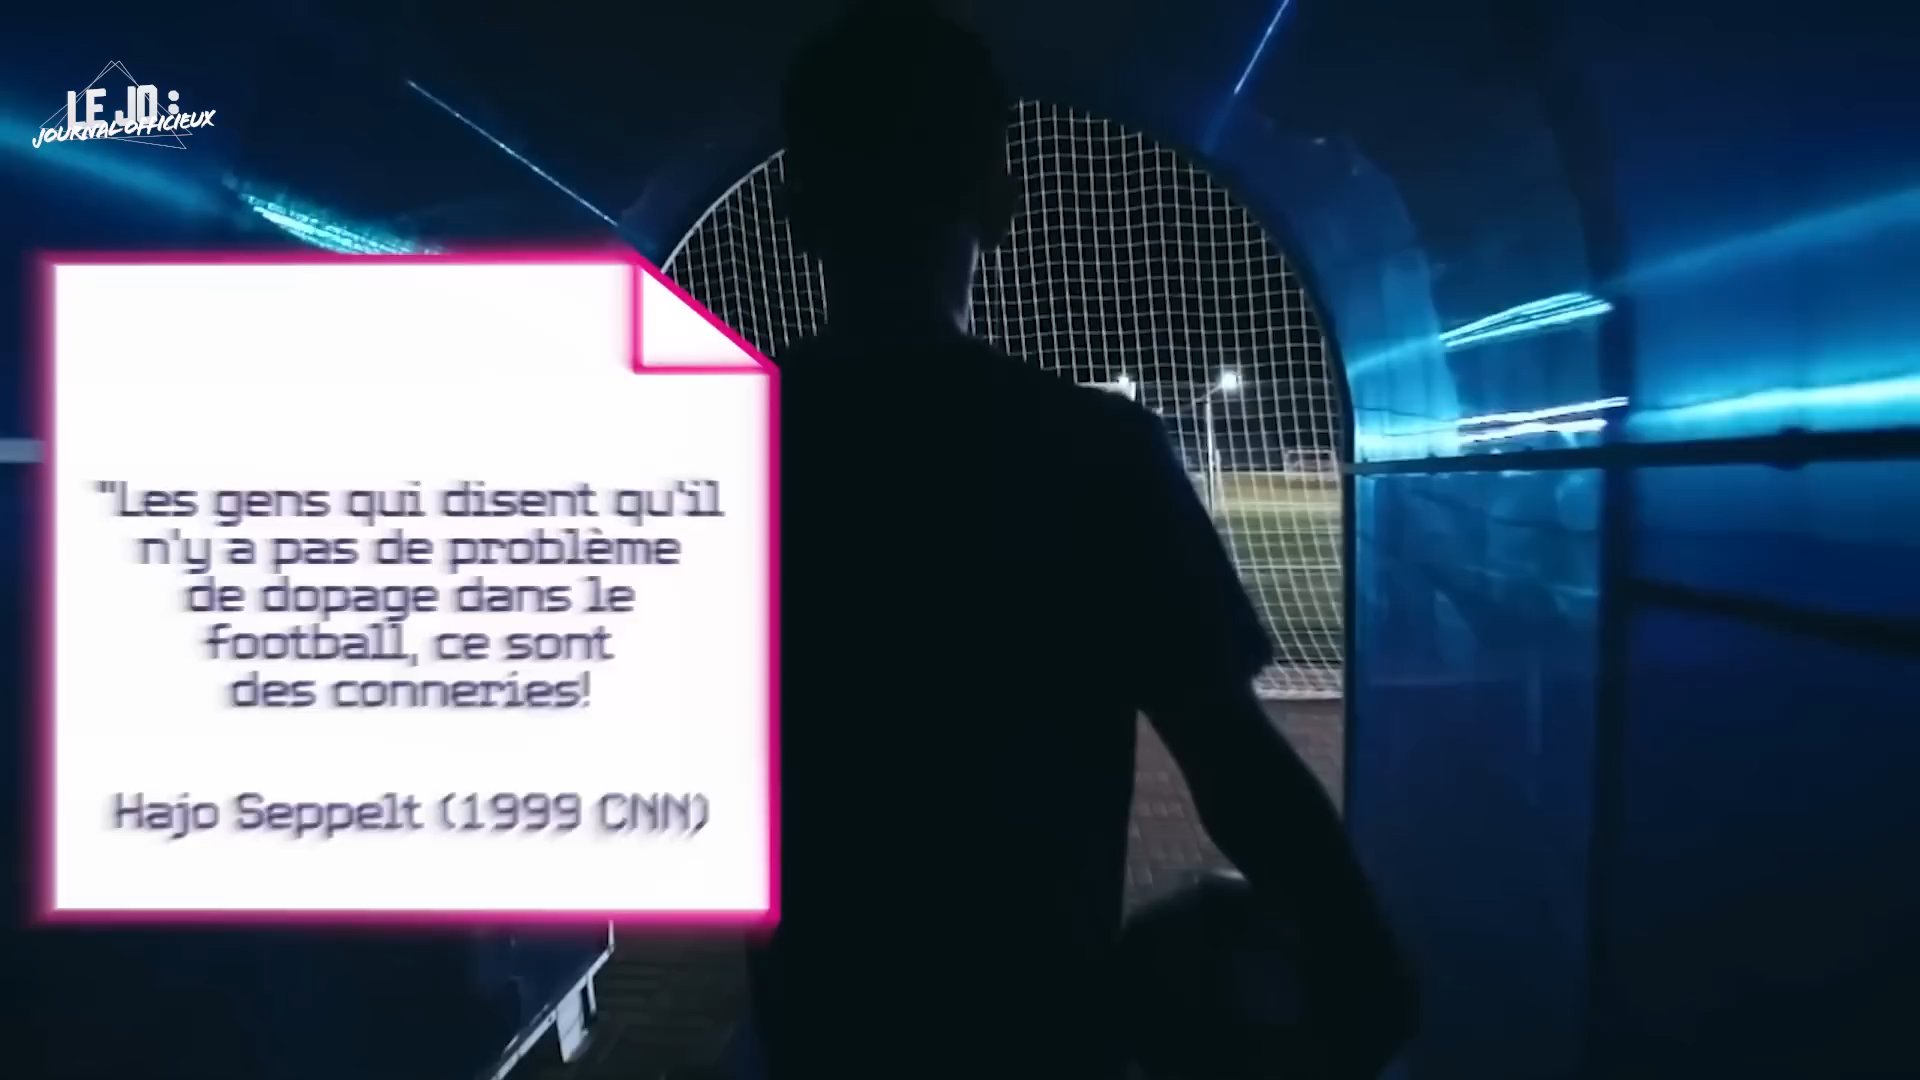 LE JO:
JOURNAL OFFICIEUX
"Les gens qui disent qu'il
n'y a pas de problème
de dopage dans le
football, ce sont
des conneries!
Hajo Seppelt (1999 CNN)